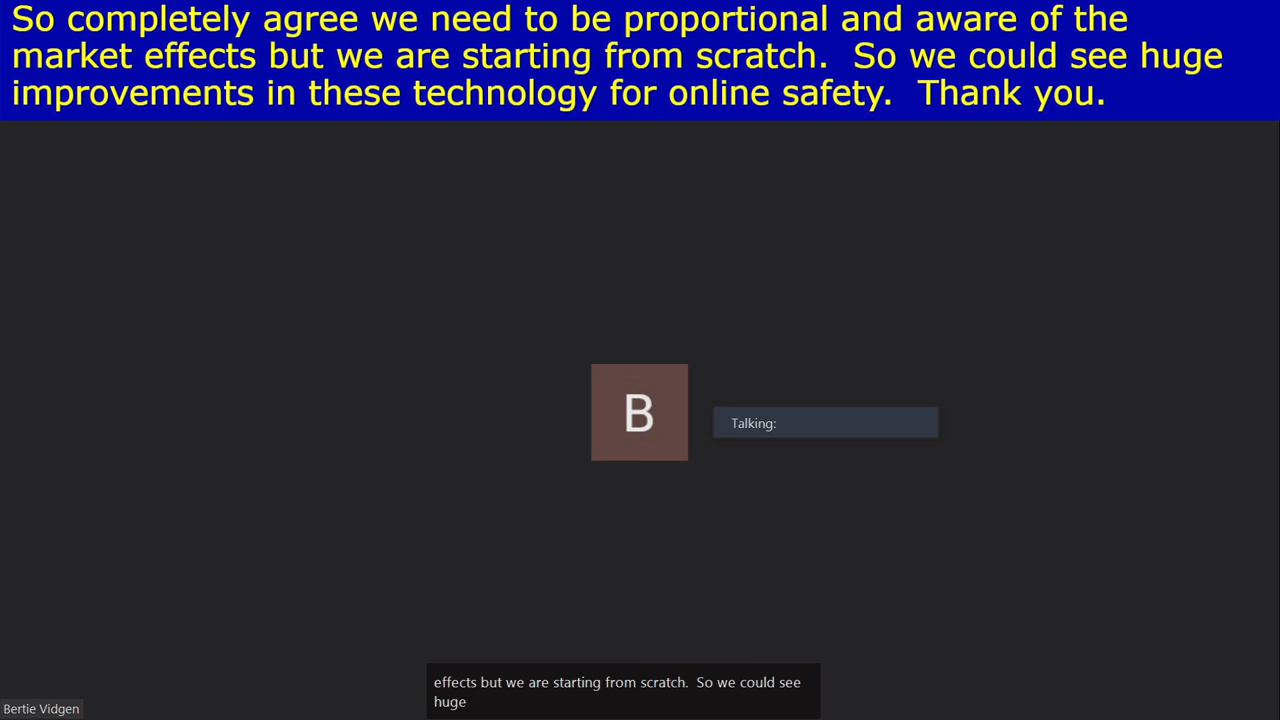 So completely agree we need to be proportional and aware of the
market effects but we are starting from scratch.  So we could see huge
improvements in these technology for online safety.  Thank you.
B
Talking:
effects but we are starting from scratch.  So we could see
huge
Bertie Vidgen